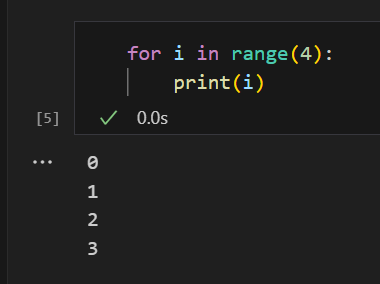 for i in range(4):
    print(i)
[5]
✓ 0.0s
...
0
1
2
3